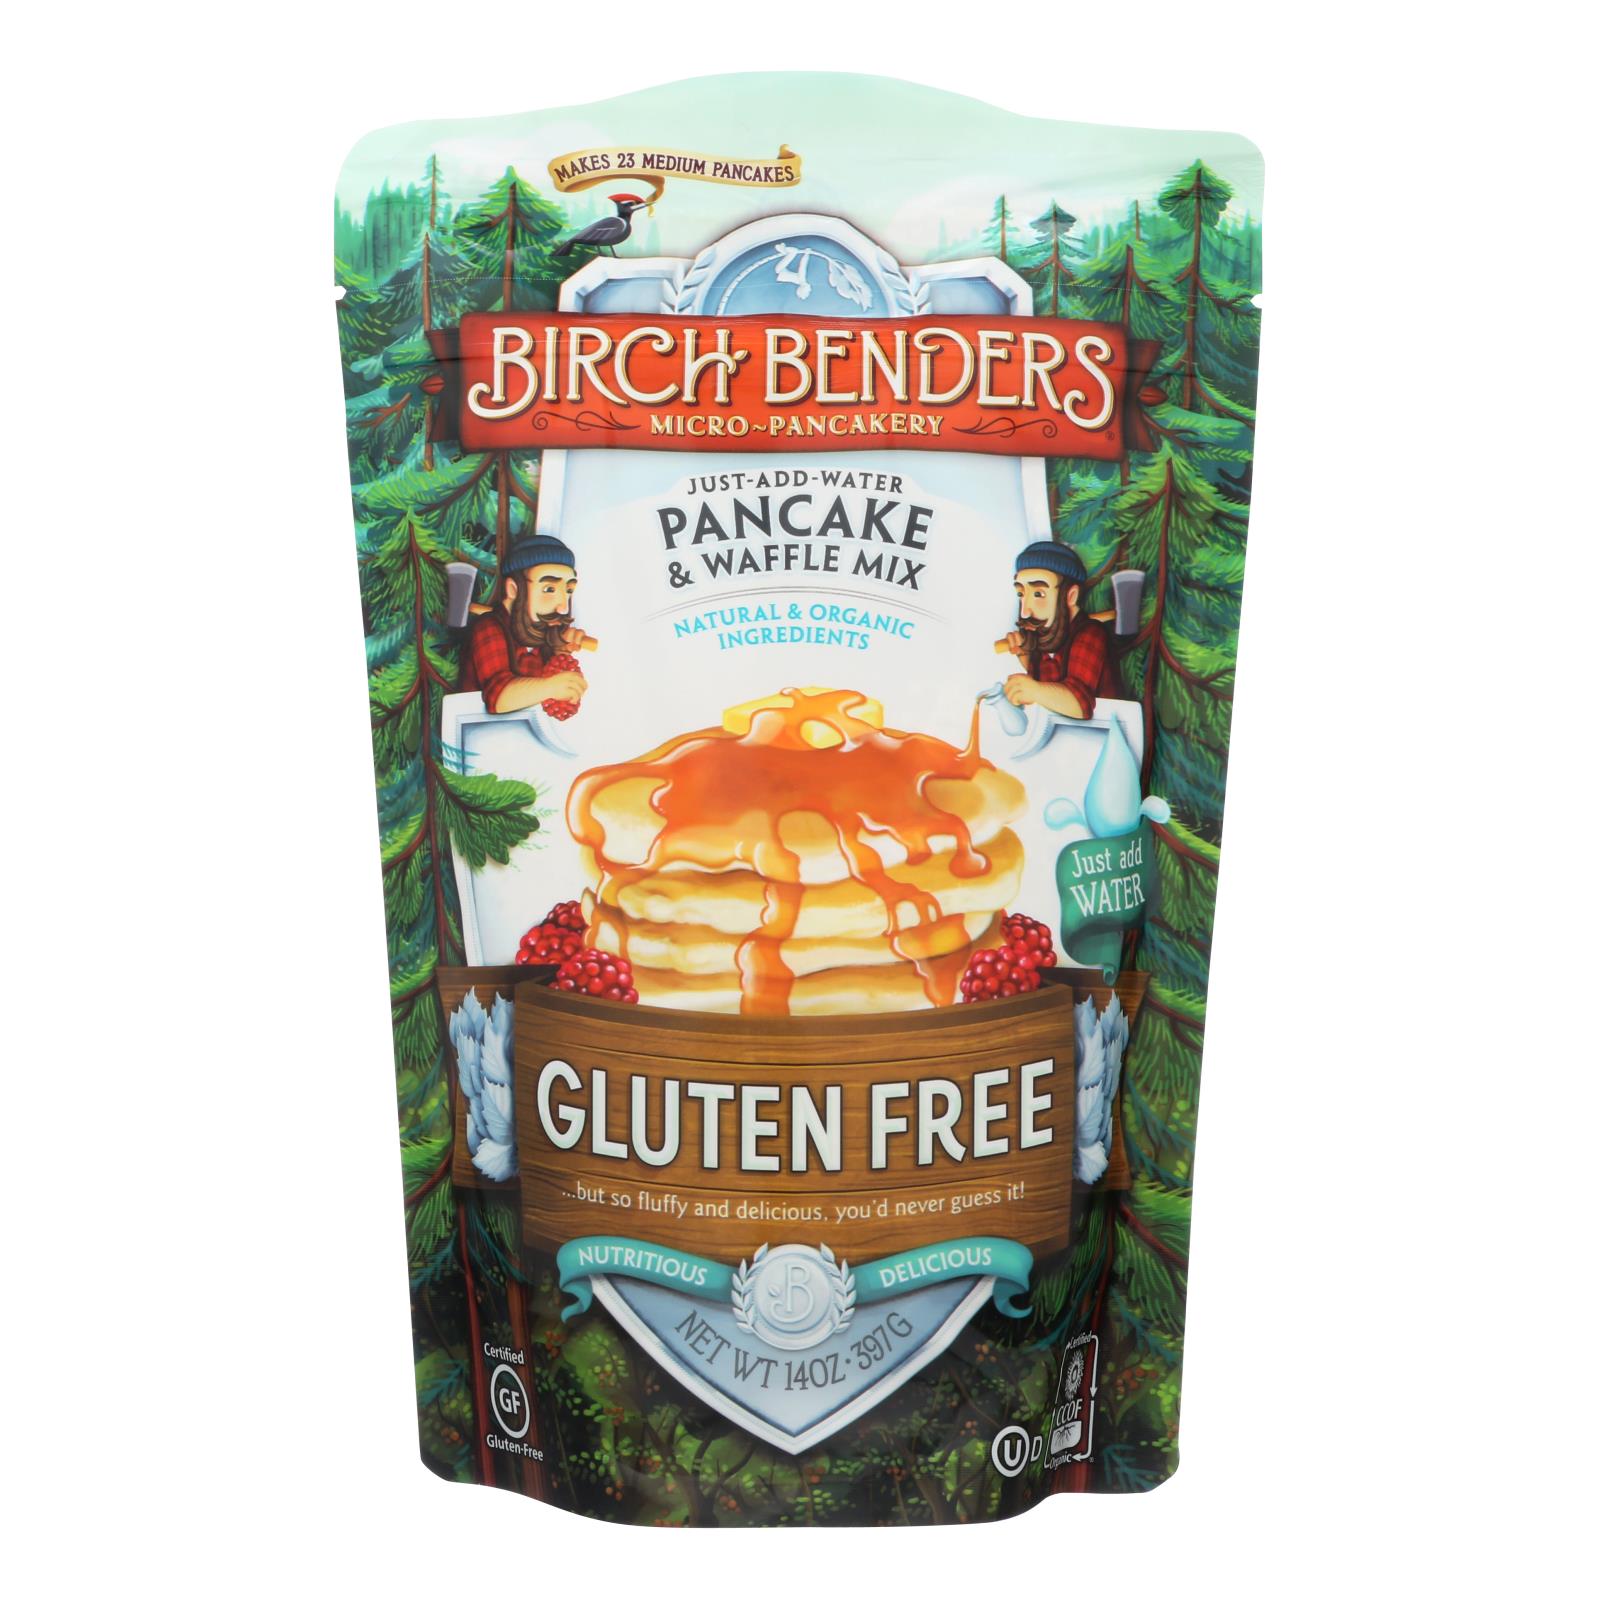 MAKES 23 MEDIUM PANCAKES
BIRCH BENDERS
MICRO~PANCAKERY
®
JUST-ADD-WATER
PANCAKE
& WAFFLE MIX
NATURAL & ORGANIC
INGREDIENTS
Just add
WATER
GLUTEN FREE
...but so fluffy and delicious, you'd never guess it!
NUTRITIOUS
DELICIOUS
B
NET WT 14OZ • 397G
Certified
GF
Gluten-Free
U D
Certified
CCOF
Organic
®